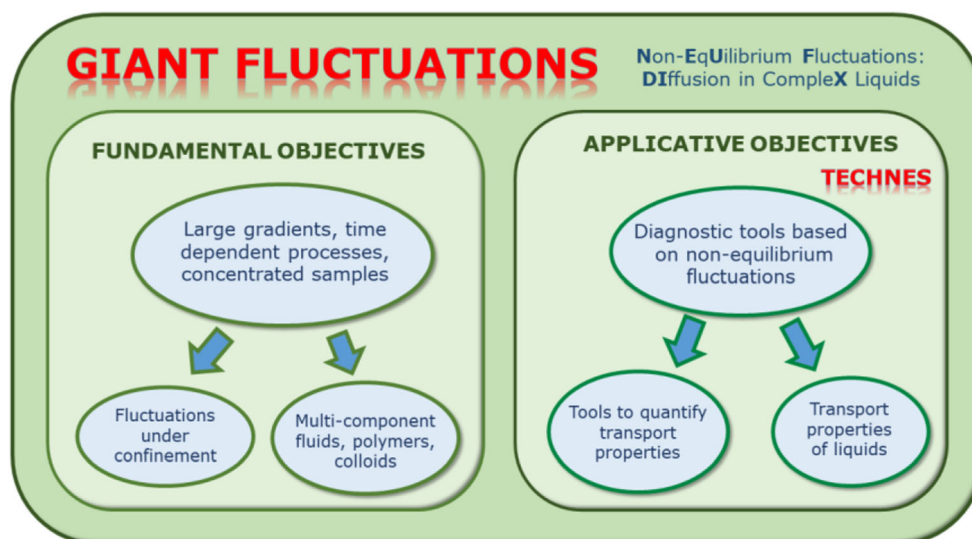 GIANT FLUCTUATIONS
Non-EqUilibrium Fluctuations:
DIffusion in CompleX Liquids
FUNDAMENTAL OBJECTIVES
Large gradients, time
dependent processes,
concentrated samples
Fluctuations
under
confinement
Multi-component
fluids, polymers,
colloids
APPLICATIVE OBJECTIVES
TECHNES
Diagnostic tools based
on non-equilibrium
fluctuations
Tools to quantify
transport
properties
Transport
properties
of liquids